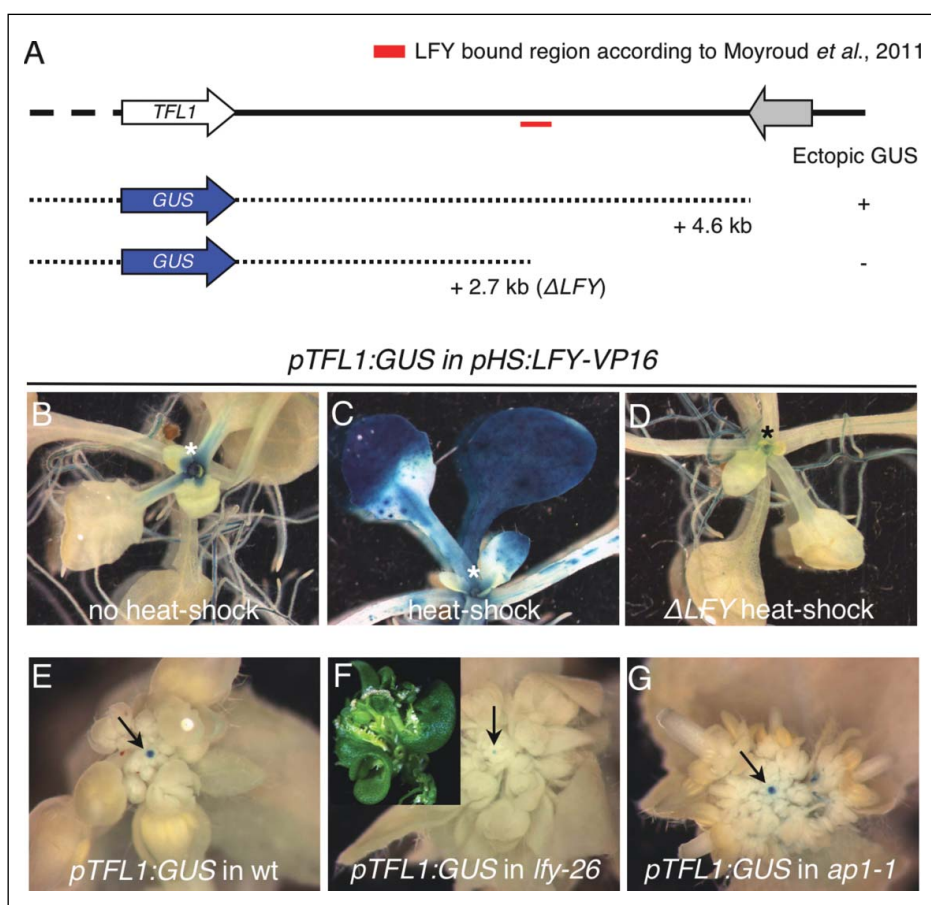 A
LFY bound region according to Moyroud et al., 2011
TFL1
Ectopic GUS
GUS
+
+ 4.6 kb
GUS
-
+ 2.7 kb (ΔLFY)
pTFL1:GUS in pHS:LFY-VP16
B
*
no heat-shock
C
*
heat-shock
D
*
ΔLFY heat-shock
E
pTFL1:GUS in wt
F
pTFL1:GUS in lfy-26
G
pTFL1:GUS in ap1-1